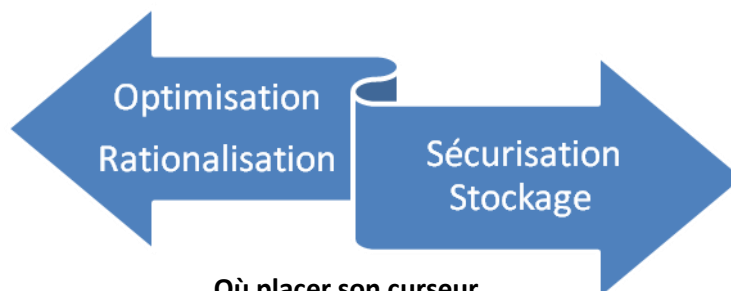 Optimisation
Rationalisation
Sécurisation
Stockage
Où placer son curseur